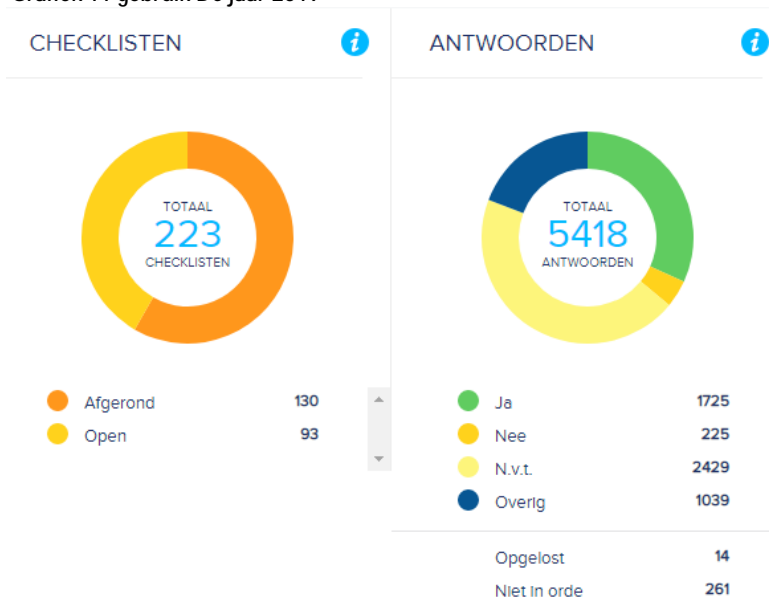 CHECKLISTEN
TOTAAL
223
CHECKLISTEN
Afgerond 130
Open 93
ANTWOORDEN
TOTAAL
5418
ANTWOORDEN
Ja 1725
Nee 225
N.v.t. 2429
Overig 1039
Opgelost 14
Niet in orde 261